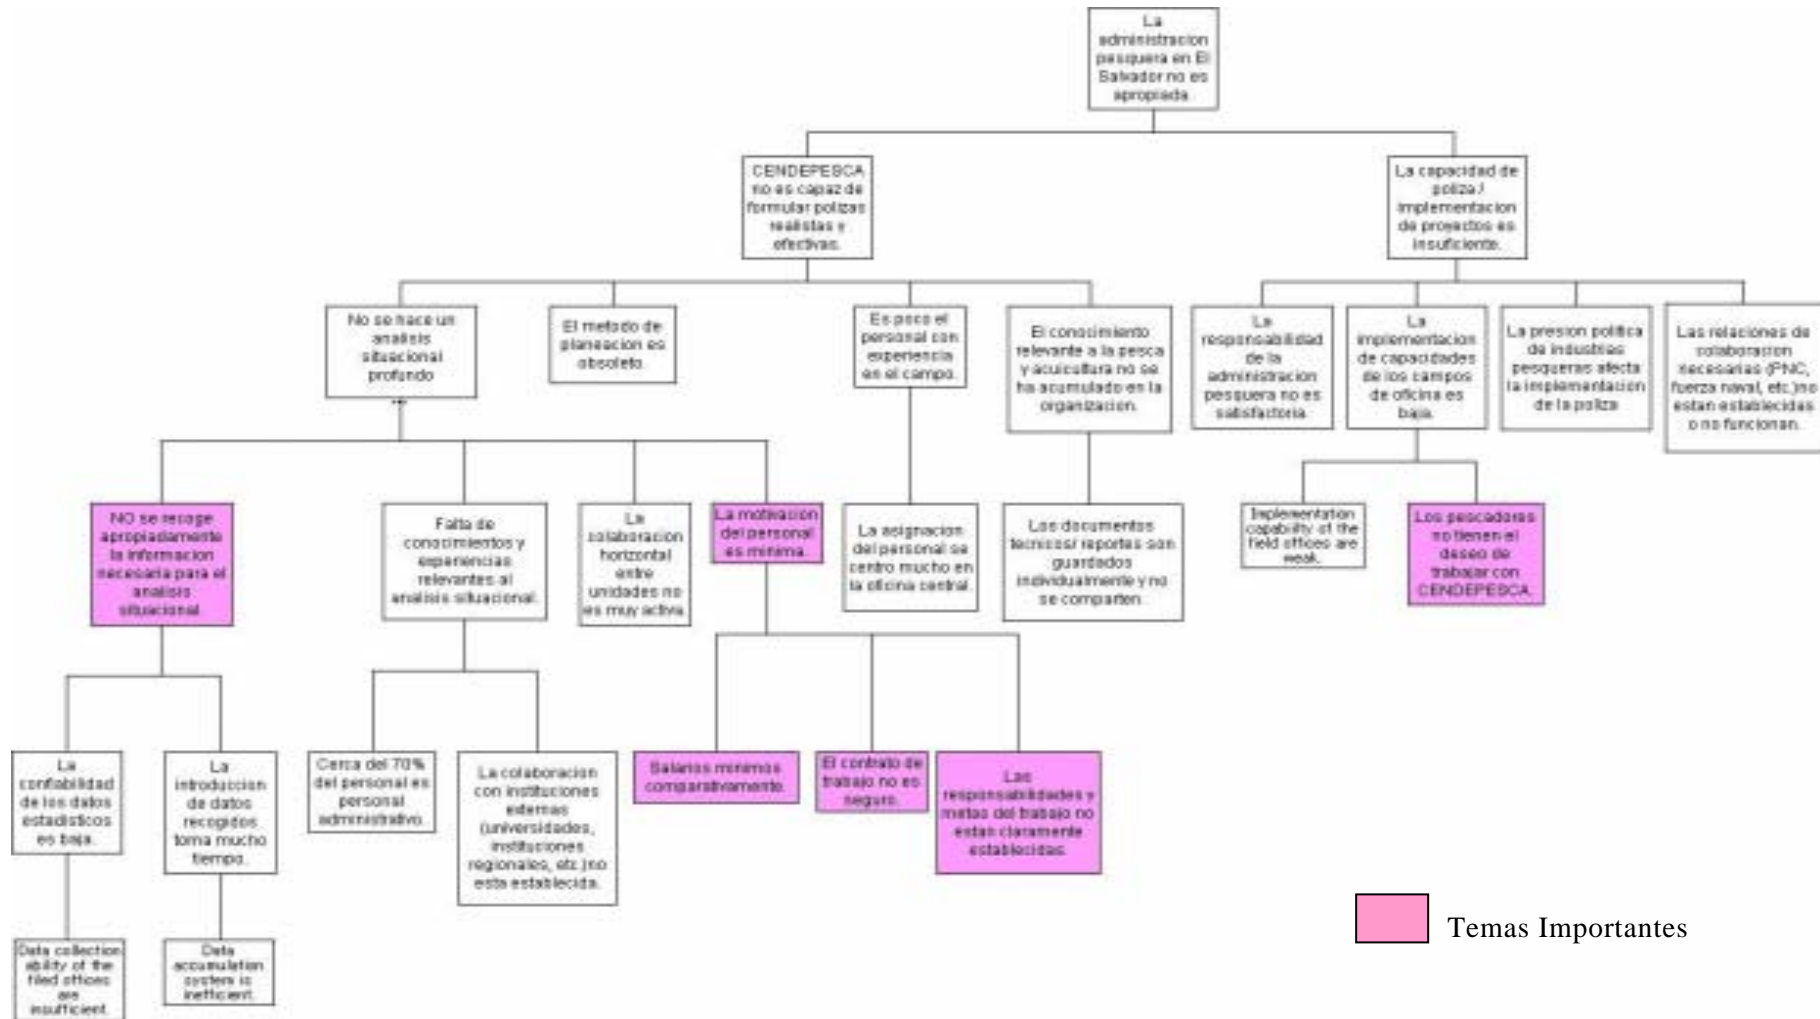 La
administracion
pesquera en El
Salvador no es
apropiada.
CENDEPESCA
no es capaz de
formular polizas
realistas y
efectivas.
La capacidad de
poliza /
implementacion
de proyectos es
insuficiente.
No se hace un
analisis
situacional
profundo
El metodo de
planeacion es
obsoleto.
Es poco el
personal con
experiencia
en el campo.
El conocimiento
relevante a la pesca
y acuicultura no se
ha acumulado en la
organizacion.
La
responsabilidad
de la
administracion
pesquera no es
satisfactoria.
La
implementacion
de capacidades
de los campos
de oficina es
baja.
La presion politica
de industrias
pesqueras afecta
la implementacion
de la poliza
Las relaciones de
colaboracion
necesarias (PNC,
fuerza naval, etc.)no
estan establecidas
o no funcionan.
NO se recoge
apropiadamente
la informacion
necesaria para el
analisis
situacional.
Falta de
conocimientos y
experiencias
relevantes al
analisis situacional.
La
colaboracion
horizontal
entre
unidades no
es muy activa.
La motivacion
del personal
es minima.
La asignacion
del personal se
centro mucho en
la oficina central.
Los documentos
tecnicos/ reportes son
guardados
individualmente y no
se comparten.
Implementation
capability of the
field offices are
weak.
Los pescadores
no tienen el
deseo de
trabajar con
CENDEPESCA.
La
confiabilidad
de los datos
estadisticos
es baja.
La
introduccion
de datos
recogidos
toma mucho
tiempo.
Cerca del 70%
del personal es
personal
administrativo.
La colaboracion
con instituciones
externas
(universidades,
instituciones
regionales, etc.)no
esta establecida.
Salarios minimos
comparativamente.
El contrato de
trabajo no es
seguro.
Las
responsabilidades y
metas del trabajo no
estan claramente
establecidas.
Data collection
ability of the
filed offices
are
insufficient.
Data
accumulation
system is
inefficient.
Temas Importantes